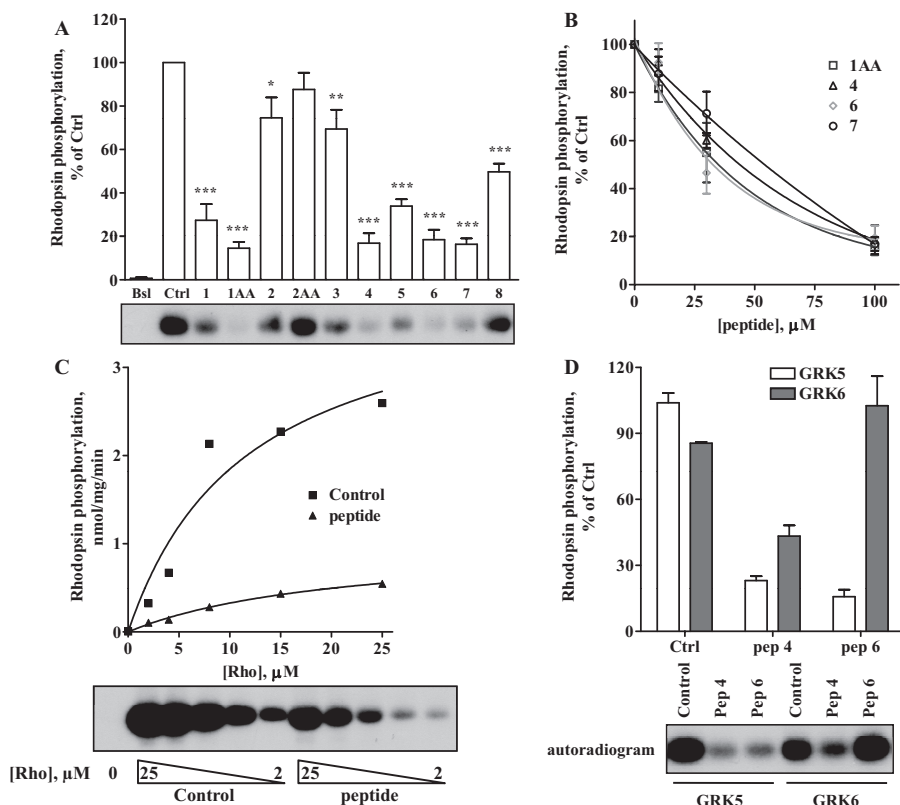 A
Rhodopsin phosphorylation,
% of Ctrl
120
100
80
60
40
20
0
* ** *** *** *** *** *** *** ***
Bsl Ctrl 1 1AA 2 2AA 3 4 5 6 7 8
B
Rhodopsin phosphorylation,
% of Ctrl
100
80
60
40
20
0
1AA
4
6
7
0 25 50 75 100
[peptide], μM
C
Rhodopsin phosphorylation,
nmol/mg/min
3
2
1
0
Control
peptide
0 5 10 15 20 25
[Rho], μM
[Rho], μM 0 25 2 25 2
Control peptide
D
Rhodopsin phosphorylation,
% of Ctrl
120
90
60
30
0
GRK5
GRK6
Ctrl pep 4 pep 6
Control Pep 4 Pep 6 Control Pep 4 Pep 6
autoradiogram
GRK5 GRK6